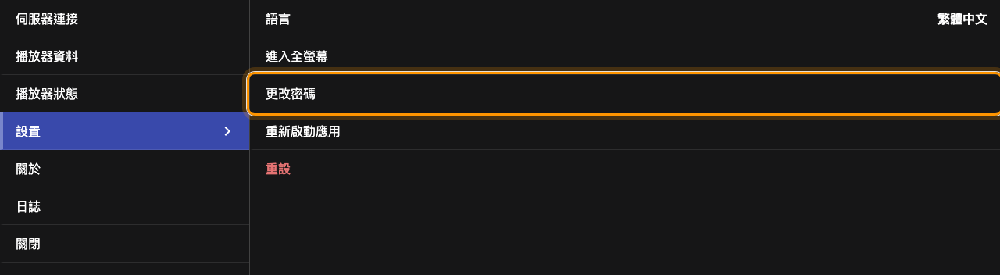 伺服器連接
播放器資料
播放器狀態
設置
關於
日誌
關閉
語言 繁體中文
進入全螢幕
更改密碼
重新啟動應用
重設